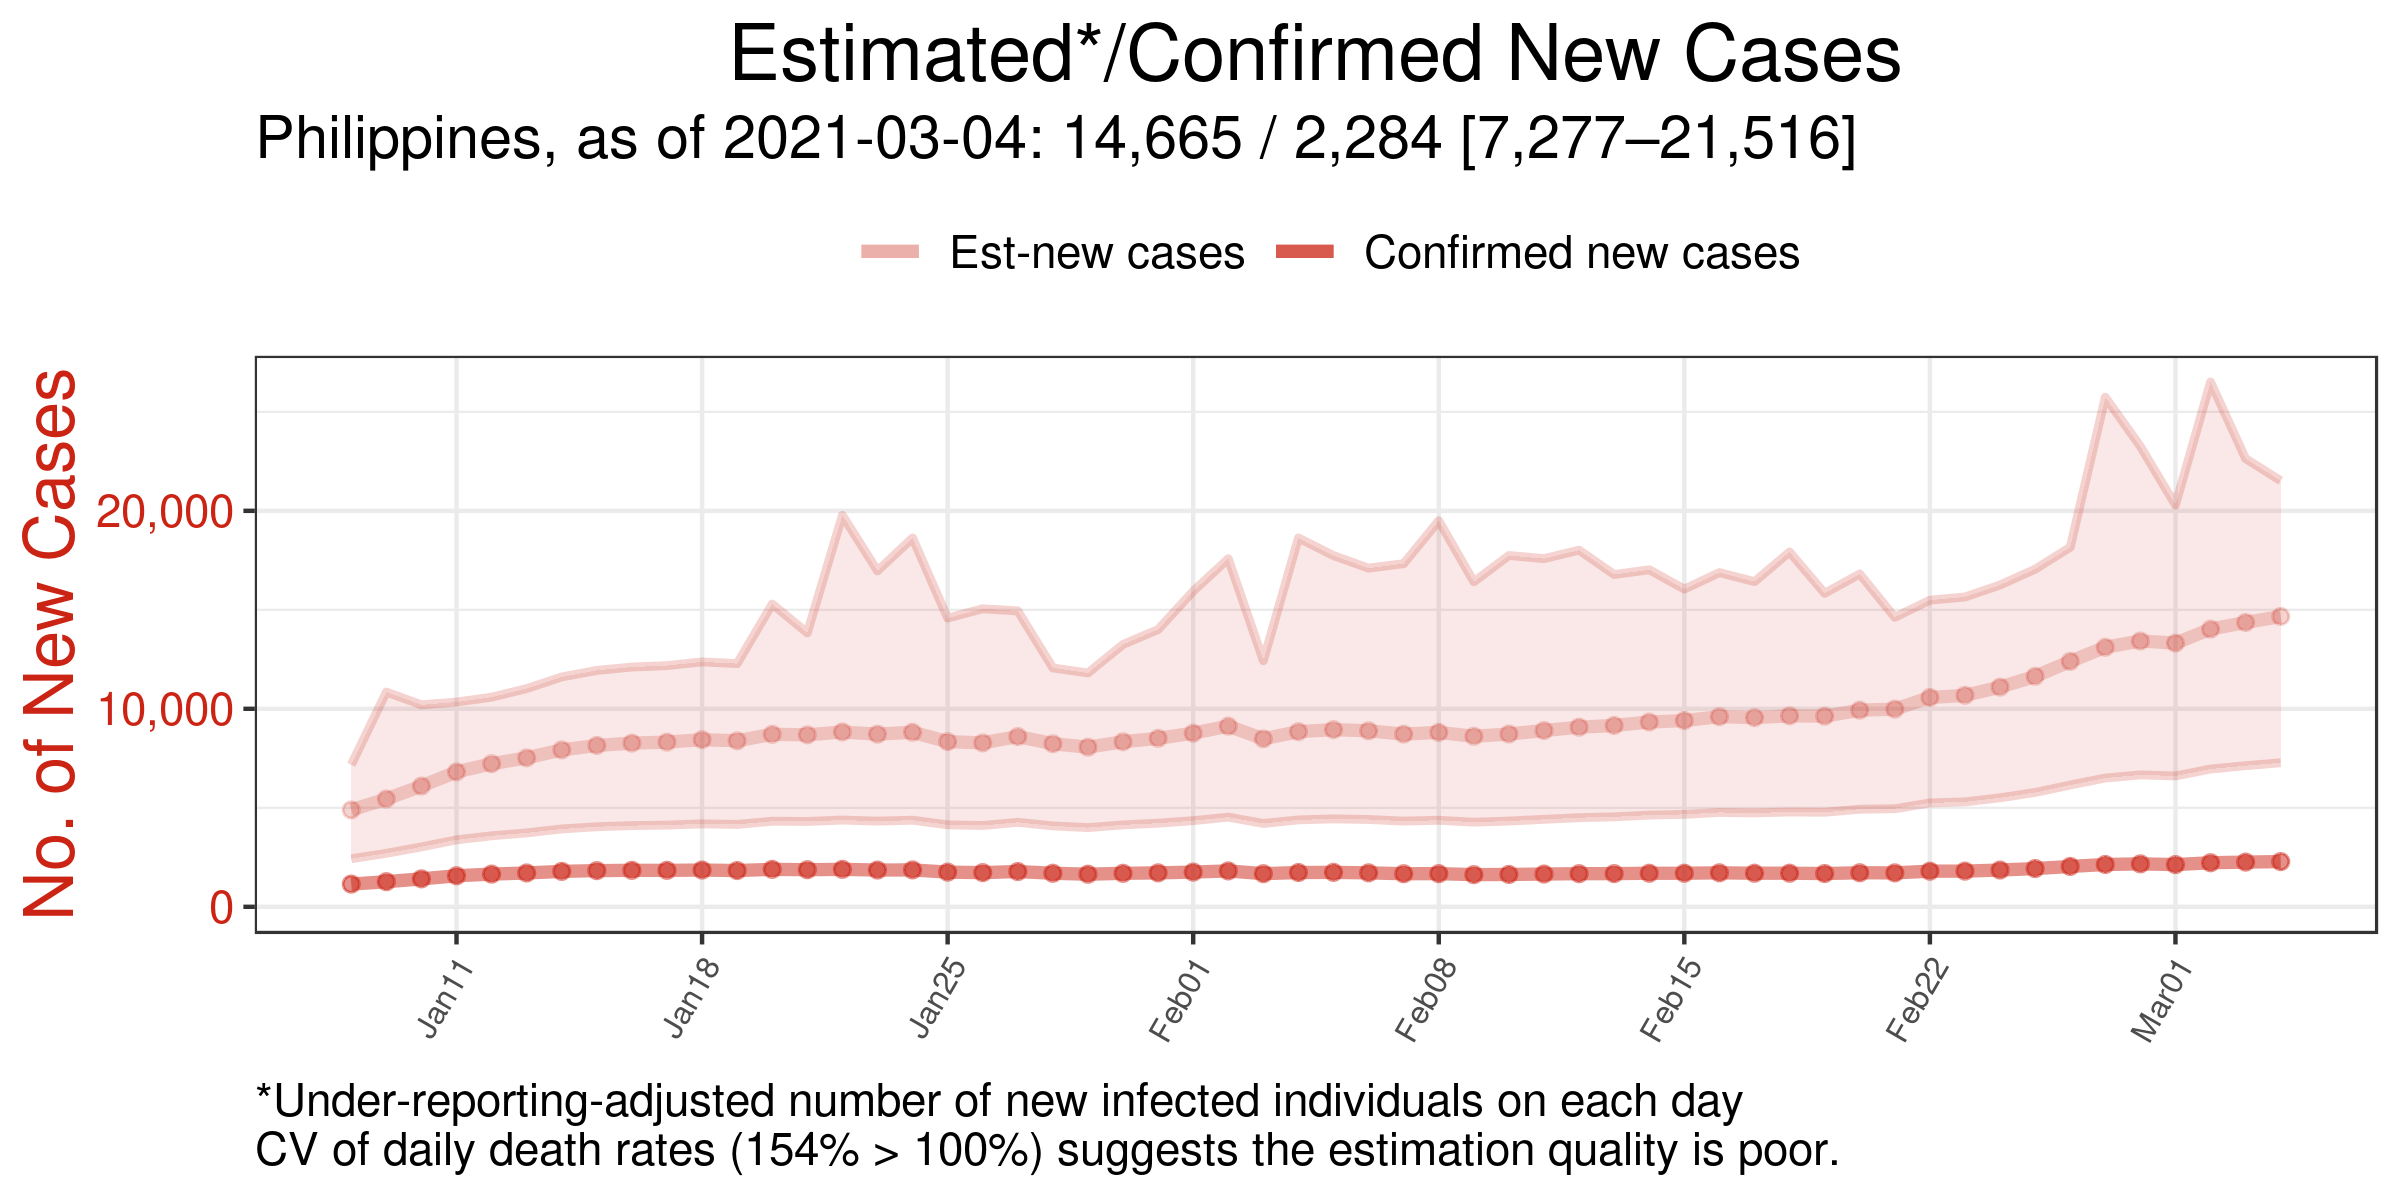 Estimated*/Confirmed New Cases
Philippines, as of 2021-03-04: 14,665 / 2,284 [7,277–21,516]
Est-new cases
Confirmed new cases
No. of New Cases
20,000
10,000
0
Jan11
Jan18
Jan25
Feb01
Feb08
Feb15
Feb22
Mar01
*Under-reporting-adjusted number of new infected individuals on each day
CV of daily death rates (154% > 100%) suggests the estimation quality is poor.